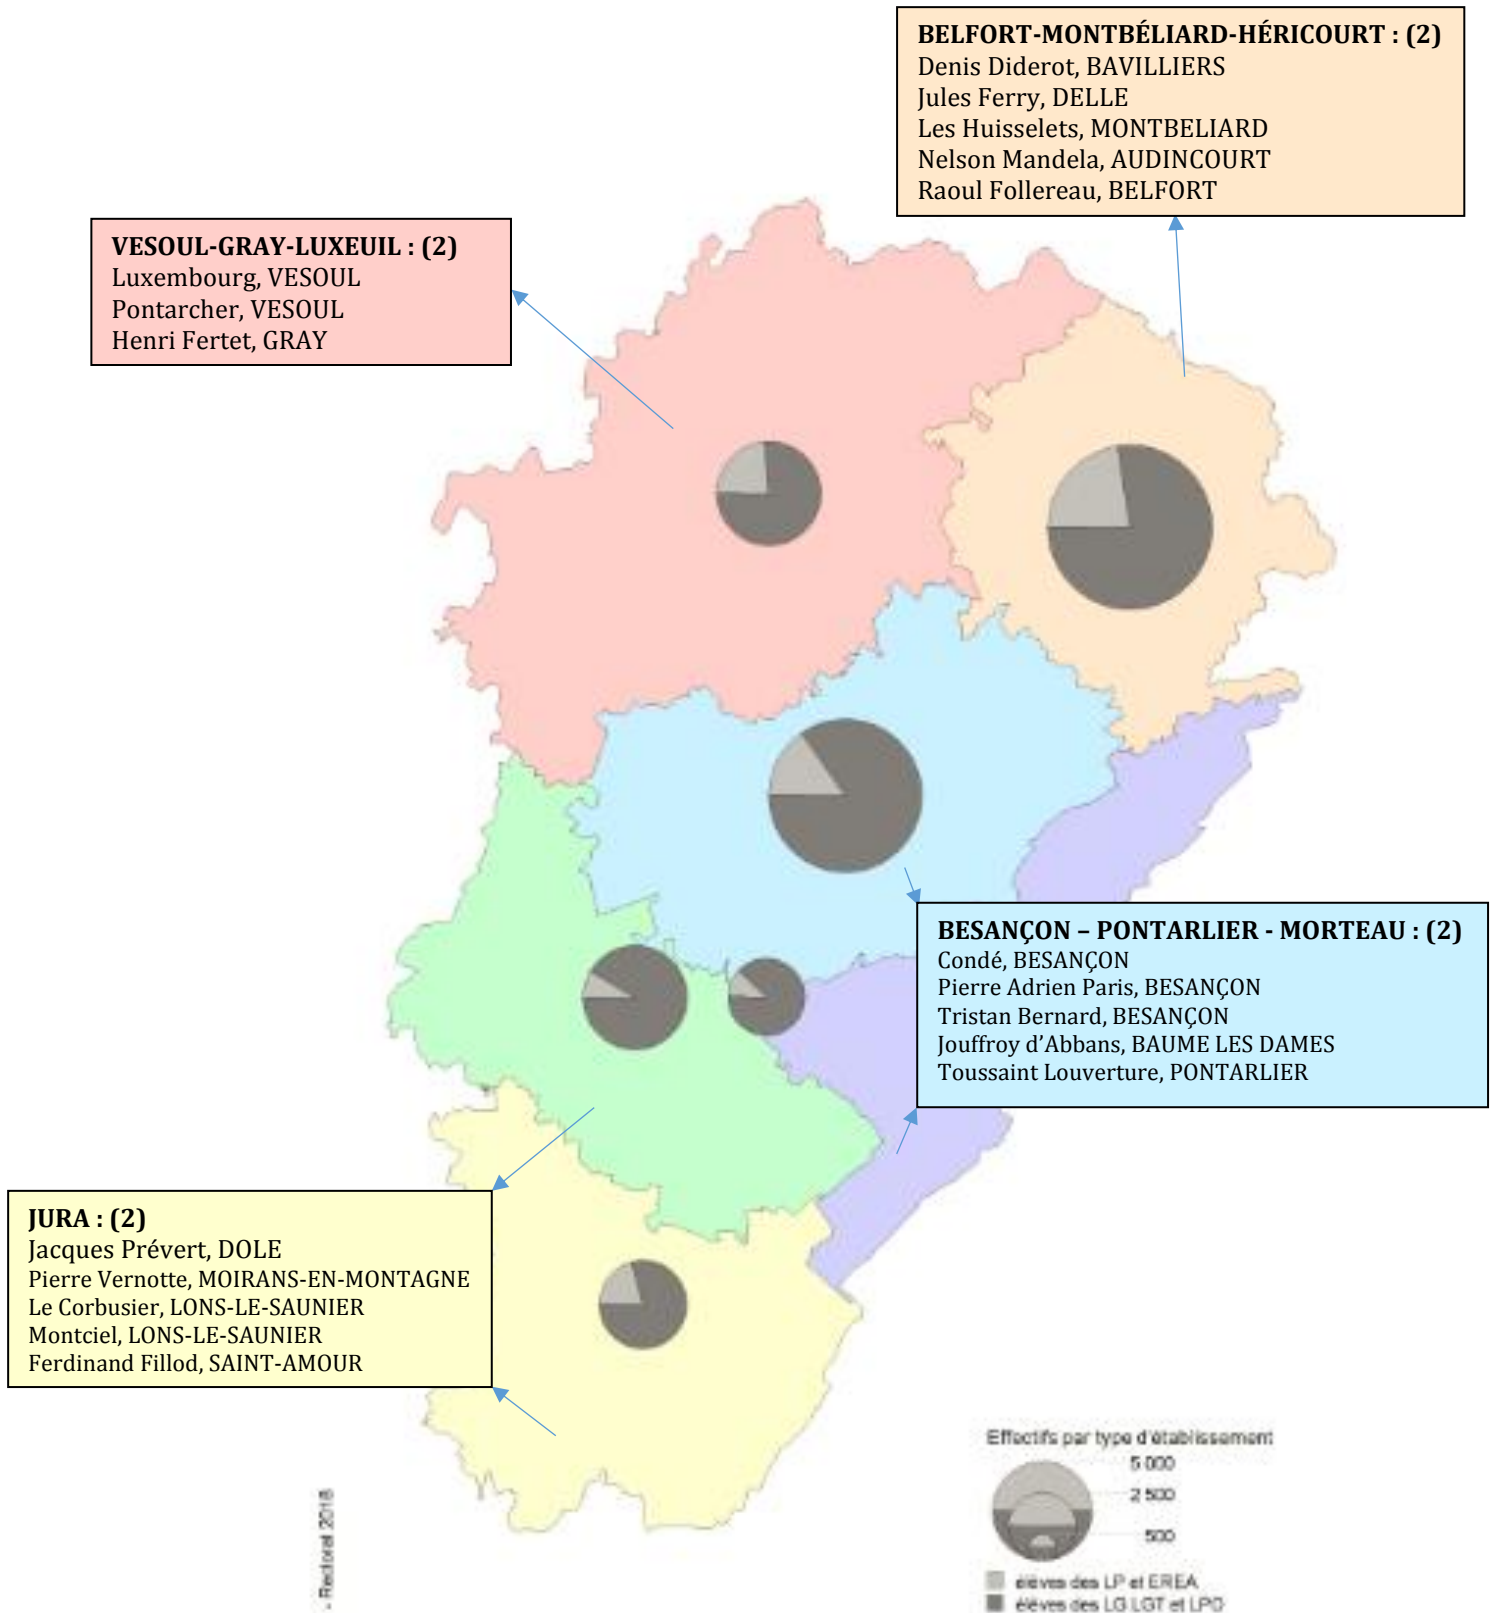 BELFORT-MONTBÉLIARD-HÉRICOURT : (2)
Denis Diderot, BAVILLIERS
Jules Ferry, DELLE
Les Huisselets, MONTBELIARD
Nelson Mandela, AUDINCOURT
Raoul Follereau, BELFORT
VESOUL-GRAY-LUXEUIL : (2)
Luxembourg, VESOUL
Pontarcher, VESOUL
Henri Fertet, GRAY
BESANÇON – PONTARLIER - MORTEAU : (2)
Condé, BESANÇON
Pierre Adrien Paris, BESANÇON
Tristan Bernard, BESANÇON
Jouffroy d'Abbans, BAUME LES DAMES
Toussaint Louverture, PONTARLIER
JURA : (2)
Jacques Prévert, DOLE
Pierre Vernotte, MOIRANS-EN-MONTAGNE
Le Corbusier, LONS-LE-SAUNIER
Montciel, LONS-LE-SAUNIER
Ferdinand Fillod, SAINT-AMOUR
Effectifs par type d'établissement
5 000
2 500
500
élèves des LP et EREA
élèves des LG LGT et LPO
- Rectorat 2018